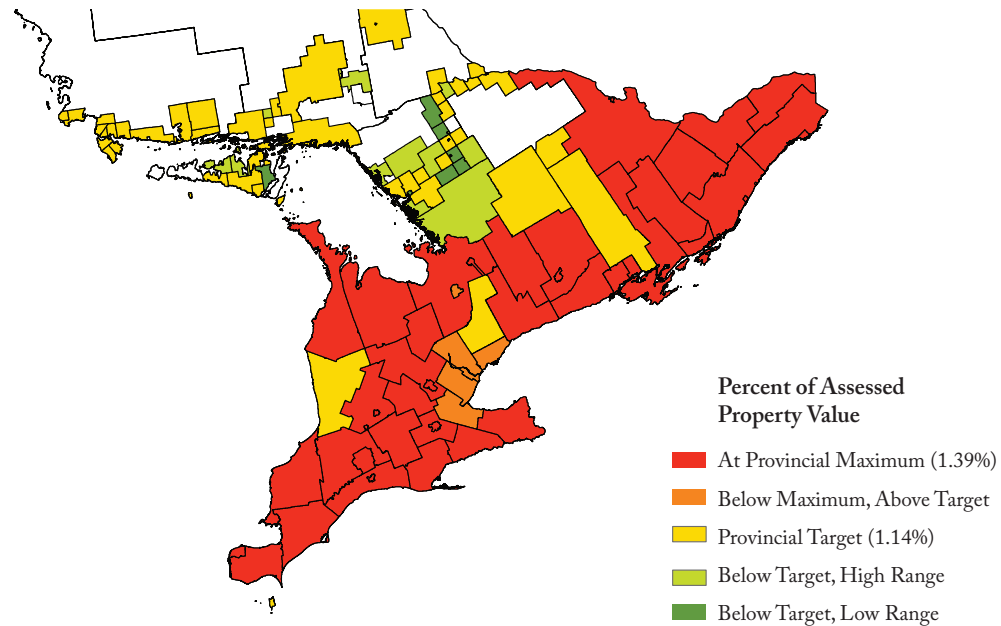 Percent of Assessed
Property Value
At Provincial Maximum (1.39%)
Below Maximum, Above Target
Provincial Target (1.14%)
Below Target, High Range
Below Target, Low Range